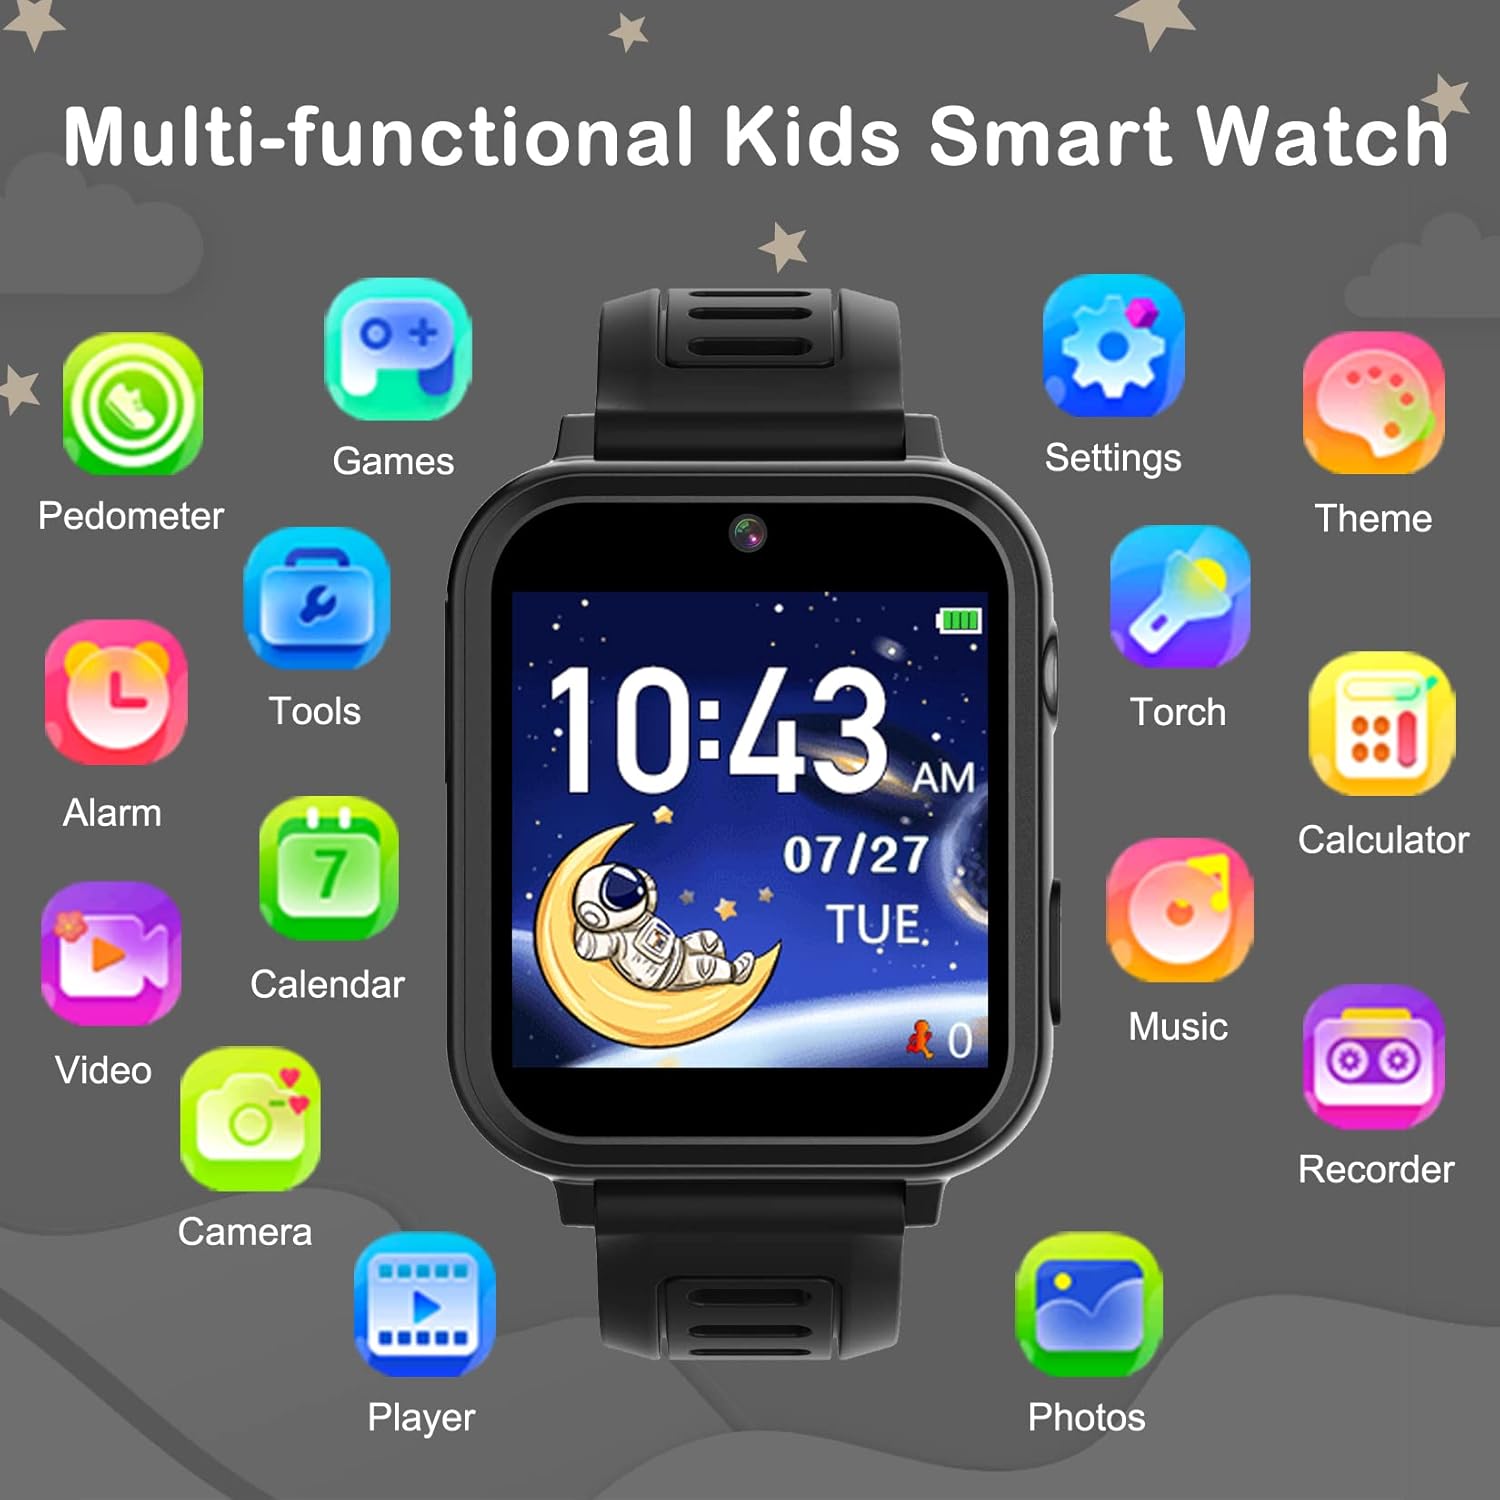 Multi-functional Kids Smart Watch
Games
Settings
Pedometer
Theme
Tools
Torch
Alarm
Calculator
7
Calendar
Music
Video
Recorder
Camera
Player
Photos
10:43 AM
07/27
TUE.
0